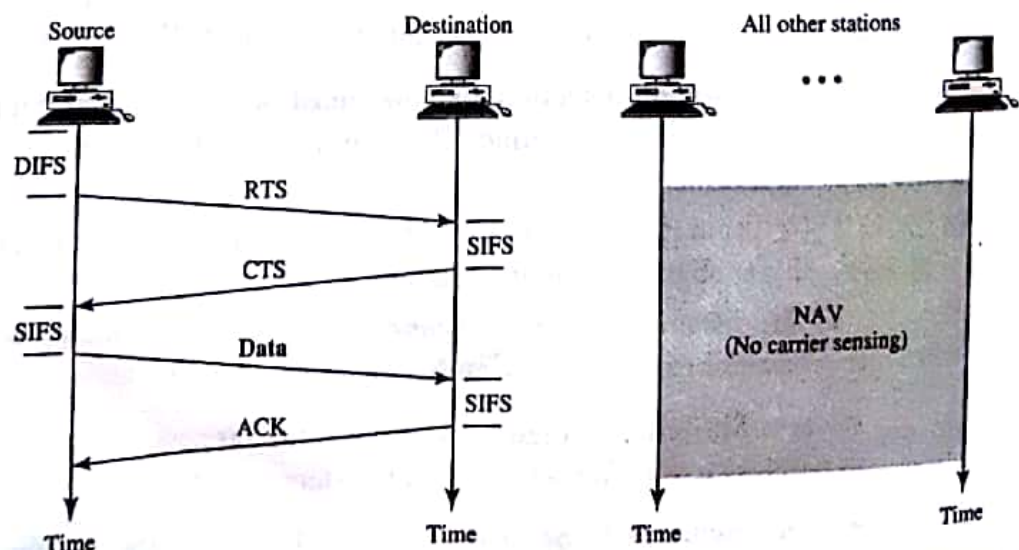 Source
Destination
All other stations
DIFS
RTS
SIFS
CTS
SIFS
Data
SIFS
ACK
NAV
(No carrier sensing)
Time
Time
Time
Time